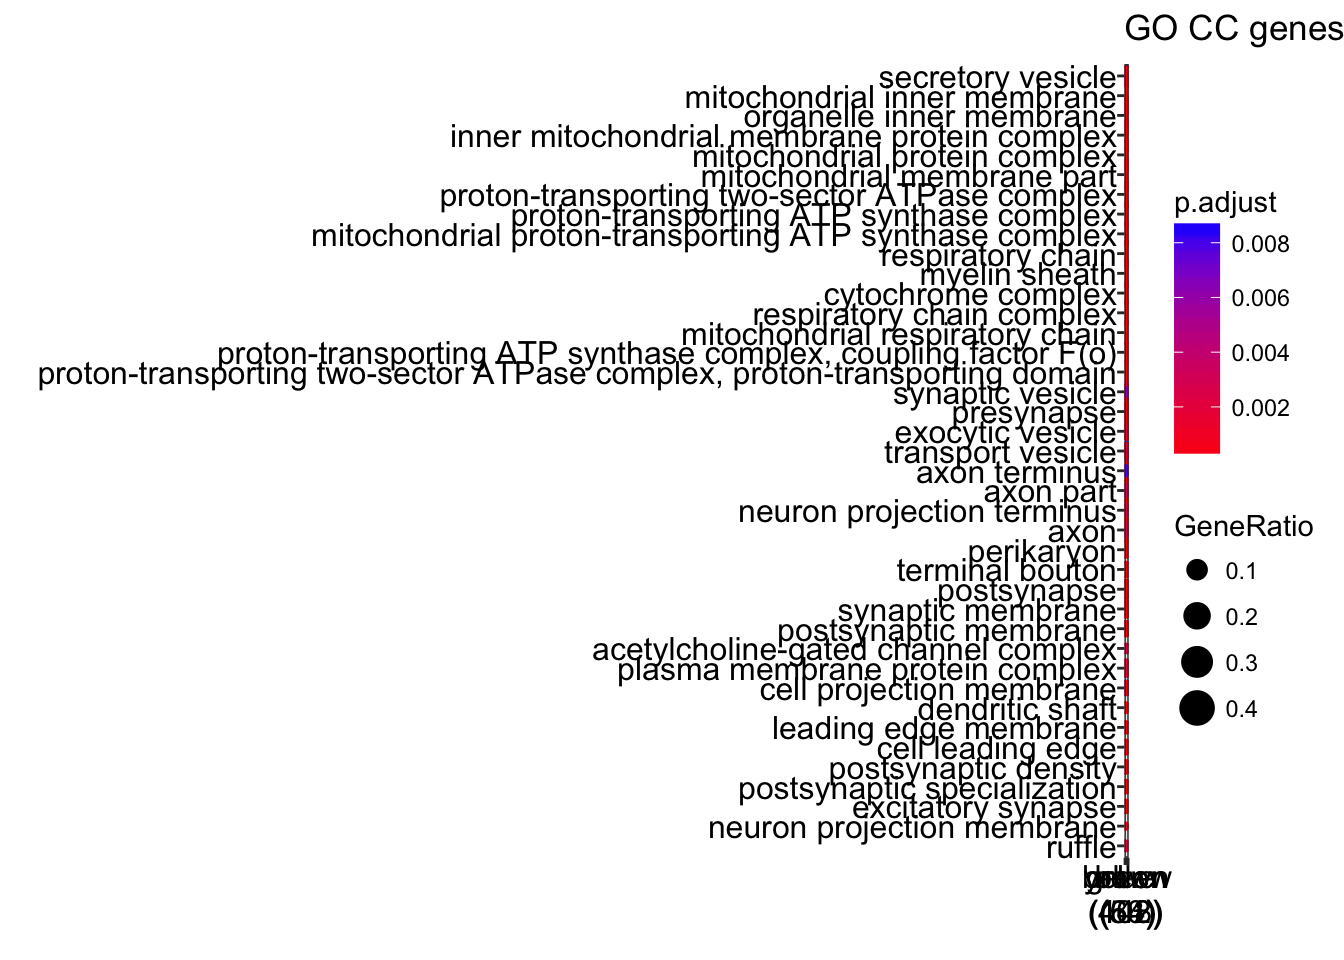 GO CC genes
secretory vesicle
mitochondrial inner membrane
organelle inner membrane
inner mitochondrial membrane protein complex
mitochondrial protein complex
mitochondrial membrane part
proton-transporting two-sector ATPase complex
proton-transporting ATP synthase complex
mitochondrial proton-transporting ATP synthase complex
respiratory chain
myelin sheath
cytochrome complex
respiratory chain complex
mitochondrial respiratory chain
proton-transporting ATP synthase complex, coupling factor F(o)
proton-transporting two-sector ATPase complex, proton-transporting domain
synaptic vesicle
presynapse
exocytic vesicle
transport vesicle
axon terminus
axon part
neuron projection terminus
axon
perikaryon
terminal bouton
postsynapse
synaptic membrane
postsynaptic membrane
acetylcholine-gated channel complex
plasma membrane protein complex
cell projection membrane
dendritic shaft
leading edge membrane
cell leading edge
postsynaptic density
postsynaptic specialization
excitatory synapse
neuron projection membrane
ruffle
p.adjust
0.008
0.006
0.004
0.002
GeneRatio
0.1
0.2
0.3
0.4